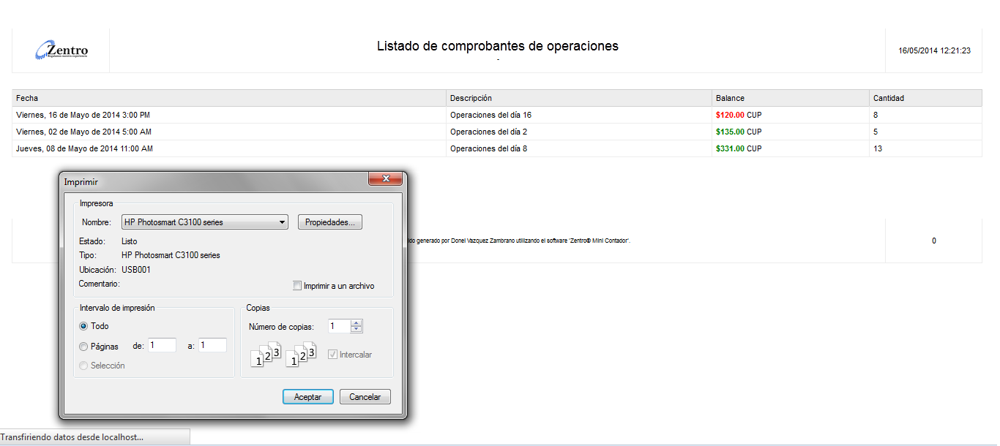 Zentro
Listado de comprobantes de operaciones
-
16/05/2014 12:21:23
Fecha Descripción Balance Cantidad
Viernes, 16 de Mayo de 2014 3:00 PM Operaciones del día 16 $120.00 CUP 8
Viernes, 02 de Mayo de 2014 5:00 AM Operaciones del día 2 $135.00 CUP 5
Jueves, 08 de Mayo de 2014 11:00 AM Operaciones del día 8 $331.00 CUP 13
generado por Donel Vazquez Zambrano utilizando el software 'Zentro® Mini Contador'.
0
Imprimir
Impresora
Nombre: HP Photosmart C3100 series Propiedades...
Estado: Listo
Tipo: HP Photosmart C3100 series
Ubicación: USB001
Comentario:
Imprimir a un archivo
Intervalo de impresión
Todo
Páginas de: 1 a: 1
Selección
Copias
Número de copias: 1
1 2 3 1 2 3
Intercalar
Aceptar Cancelar
Transfiriendo datos desde localhost...